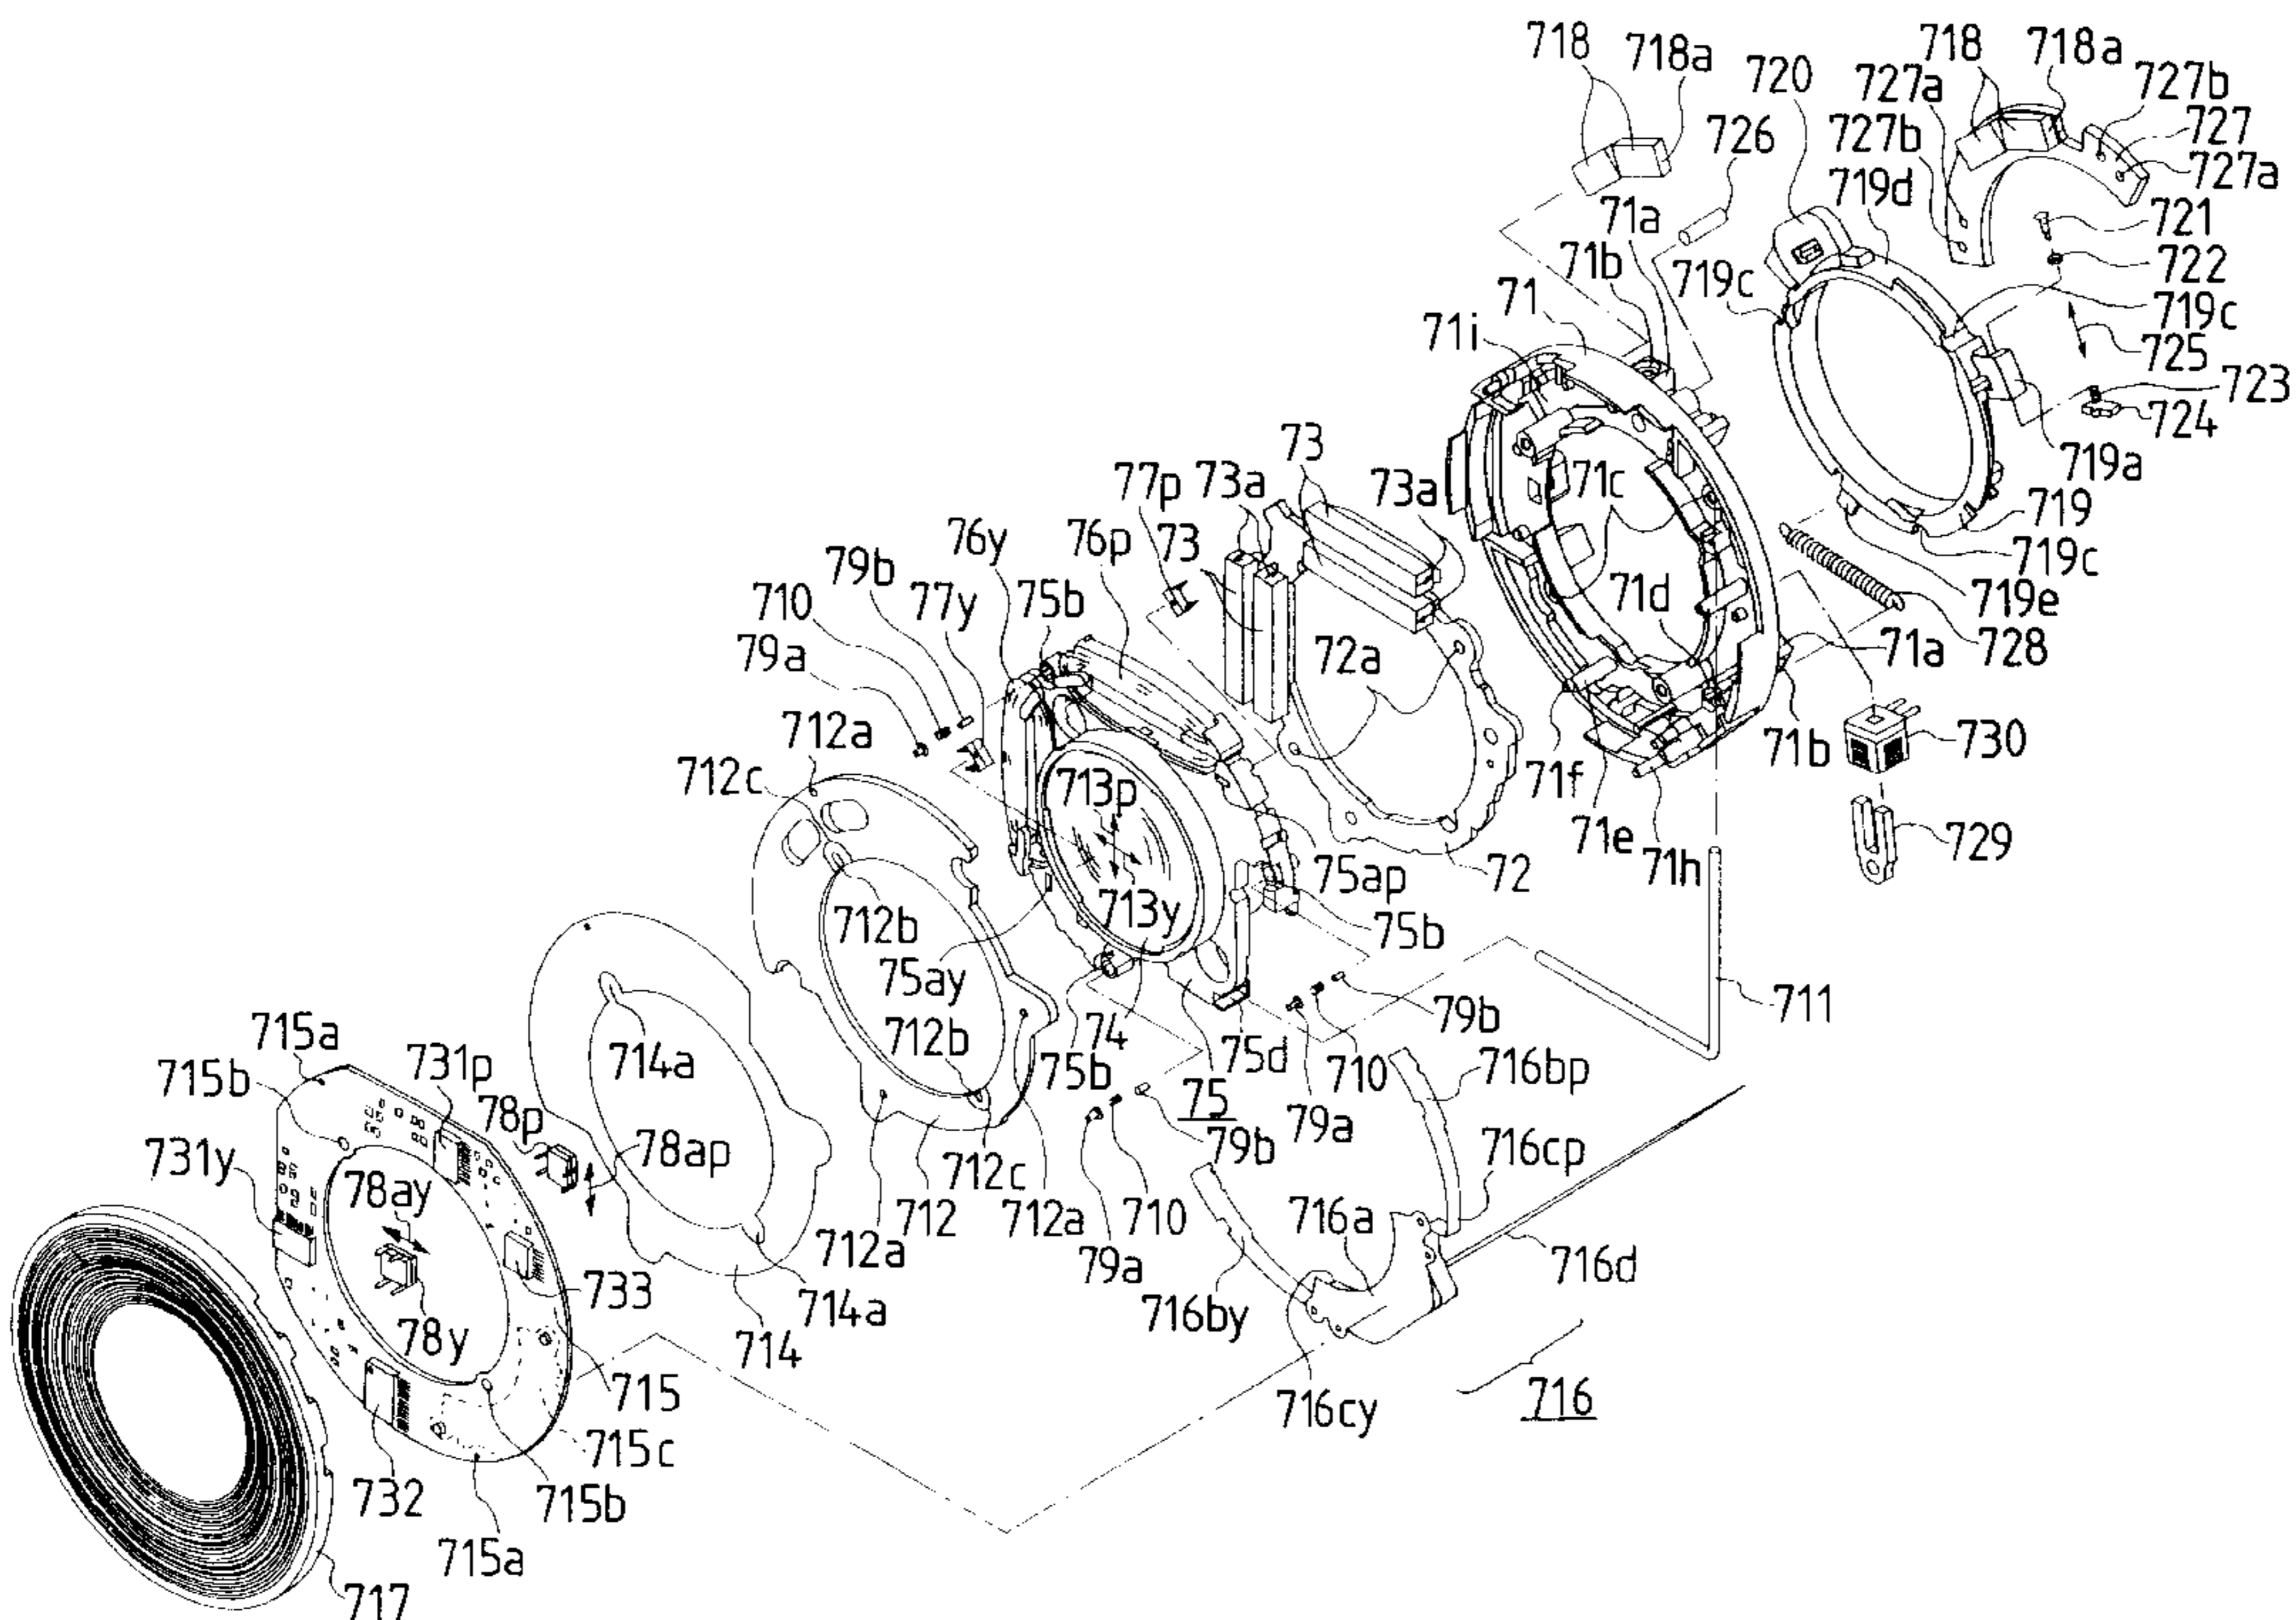 718
718a
718
718a
720
727a
727b
727b
727
727a
726
719d
721
71a
71b
722
719c
71
719c
71i
725
723
724
73
719a
77p
73a
71c
73a
719
76y
76p
73
719c
79b
71d
719e
710
77y
75b
728
79a
72a
71a
712a
71b
730
712c
71f
713p
71e
729
75ap
72
71h
713y
712b
75b
75ay
711
79b
715a
74
712b
75d
731p
714a
75b
710
716bp
715b
78p
75
79a
731y
78ap
79b
716cp
78ay
712c
716a
712
712a
710
712a
79a
716d
733
714a
716by
78y
714
715
716cy
716
715c
732
715b
715a
717